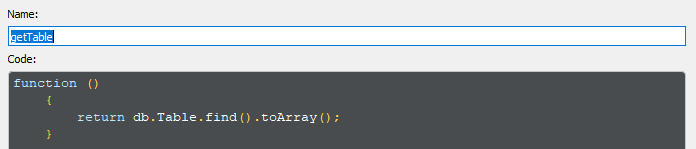 Name:
getTable
Code:
function ()
    {
        return db.Table.find().toArray();
    }